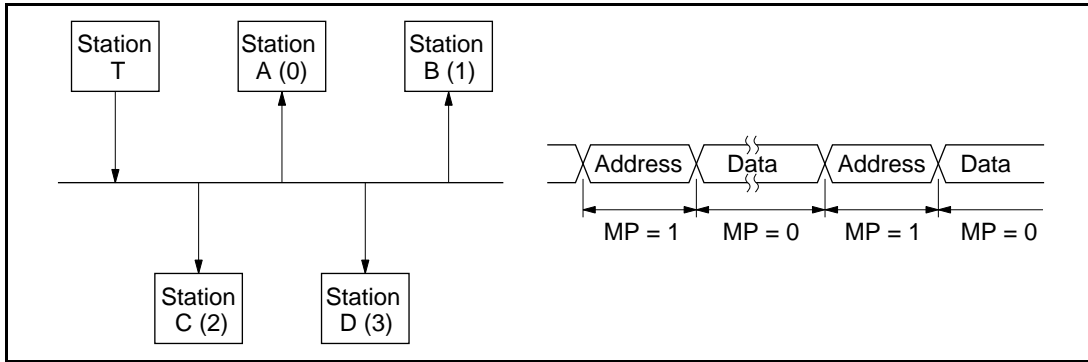 Station
T
Station
A (0)
Station
B (1)
Station
C (2)
Station
D (3)
Address
Data
Address
Data
MP = 1
MP = 0
MP = 1
MP = 0